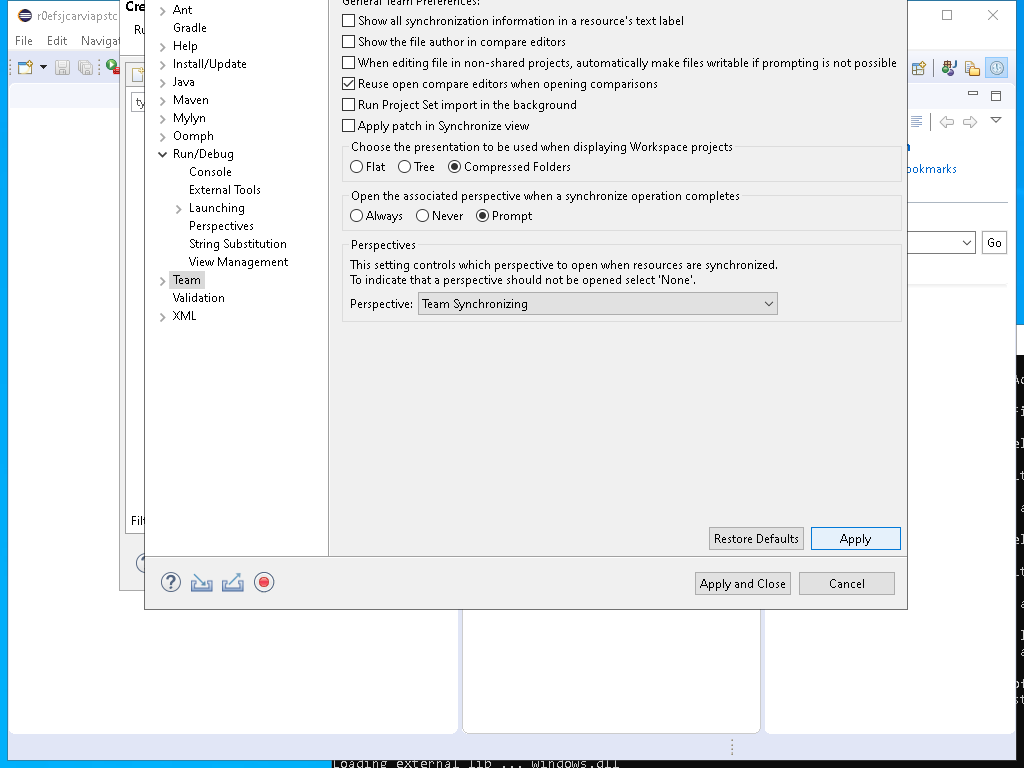 r0efsjcarviapstc
File Edit Navigat
Cre
Ru
ty
Filt
Ant
Gradle
Help
Install/Update
Java
Maven
Mylyn
Oomph
Run/Debug
Console
External Tools
Launching
Perspectives
String Substitution
View Management
Team
Validation
XML
General Team Preferences:
Show all synchronization information in a resource's text label
Show the file author in compare editors
When editing file in non-shared projects, automatically make files writable if prompting is not possible
Reuse open compare editors when opening comparisons
Run Project Set import in the background
Apply patch in Synchronize view
Choose the presentation to be used when displaying Workspace projects
Flat Tree Compressed Folders
Open the associated perspective when a synchronize operation completes
Always Never Prompt
Perspectives
This setting controls which perspective to open when resources are synchronized.
To indicate that a perspective should not be opened select 'None'.
Perspective: Team Synchronizing
Restore Defaults Apply
Apply and Close Cancel
ookmarks
Go
Loading external lib ... windows.dll